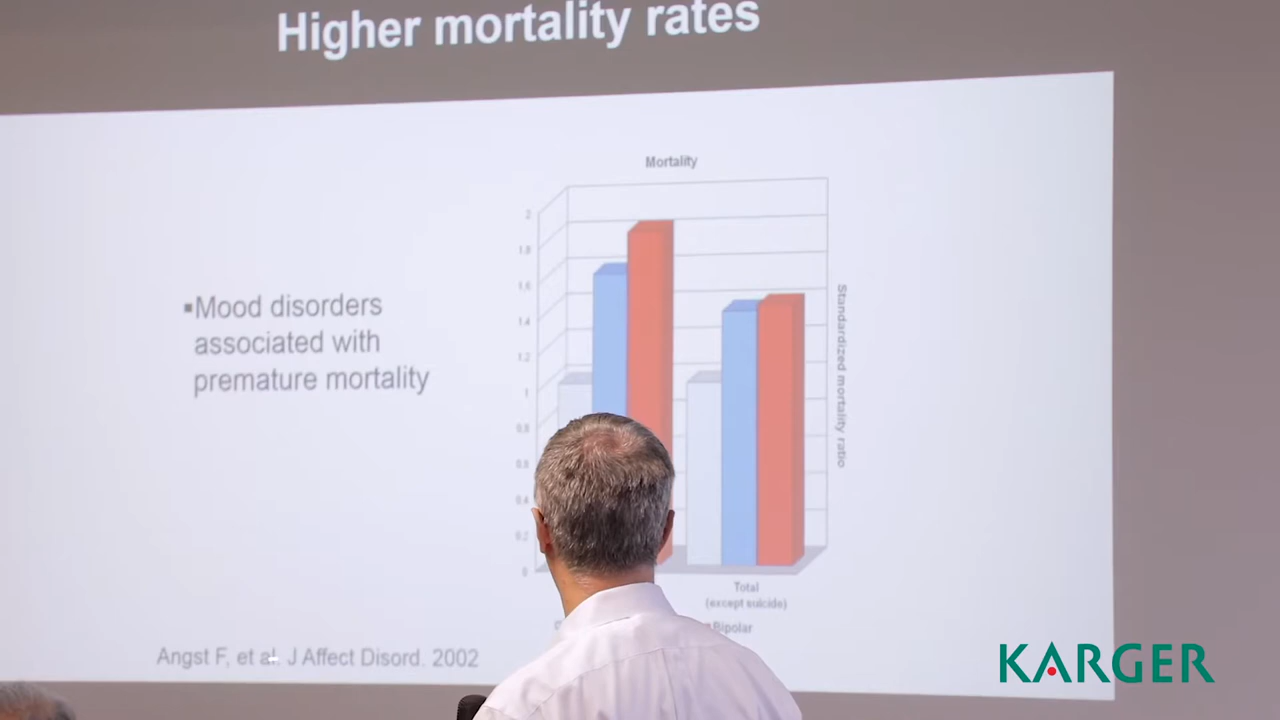 Higher mortality rates
Mortality
2
1.8
1.6
1.4
1.2
1
0.8
0.6
0.4
0.2
0
Standardized mortality ratio
▪Mood disorders
associated with
premature mortality
Total
(except suicide)
Bipolar
Angst F, et al. J Affect Disord. 2002
KARGER